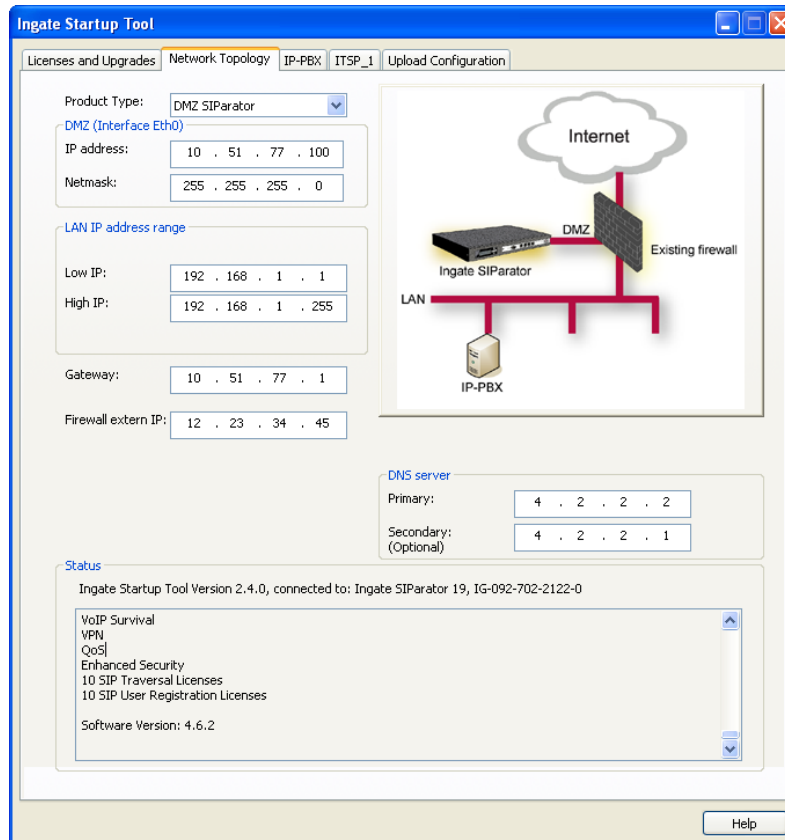 Ingate Startup Tool
Licenses and Upgrades
Network Topology
IP-PBX
ITSP_1
Upload Configuration
Product Type:
DMZ SIParator
DMZ (Interface Eth0)
IP address:
10 . 51 . 77 . 100
Netmask:
255 . 255 . 255 . 0
LAN IP address range
Low IP:
192 . 168 . 1 . 1
High IP:
192 . 168 . 1 . 255
Gateway:
10 . 51 . 77 . 1
Firewall extern IP:
12 . 23 . 34 . 45
Internet
DMZ
Existing firewall
Ingate SIParator
LAN
IP-PBX
DNS server
Primary:
4 . 2 . 2 . 2
Secondary:
(Optional)
4 . 2 . 2 . 1
Status
Ingate Startup Tool Version 2.4.0, connected to: Ingate SIParator 19, IG-092-702-2122-0
VoIP Survival
VPN
QoS
Enhanced Security
10 SIP Traversal Licenses
10 SIP User Registration Licenses
Software Version: 4.6.2
Help